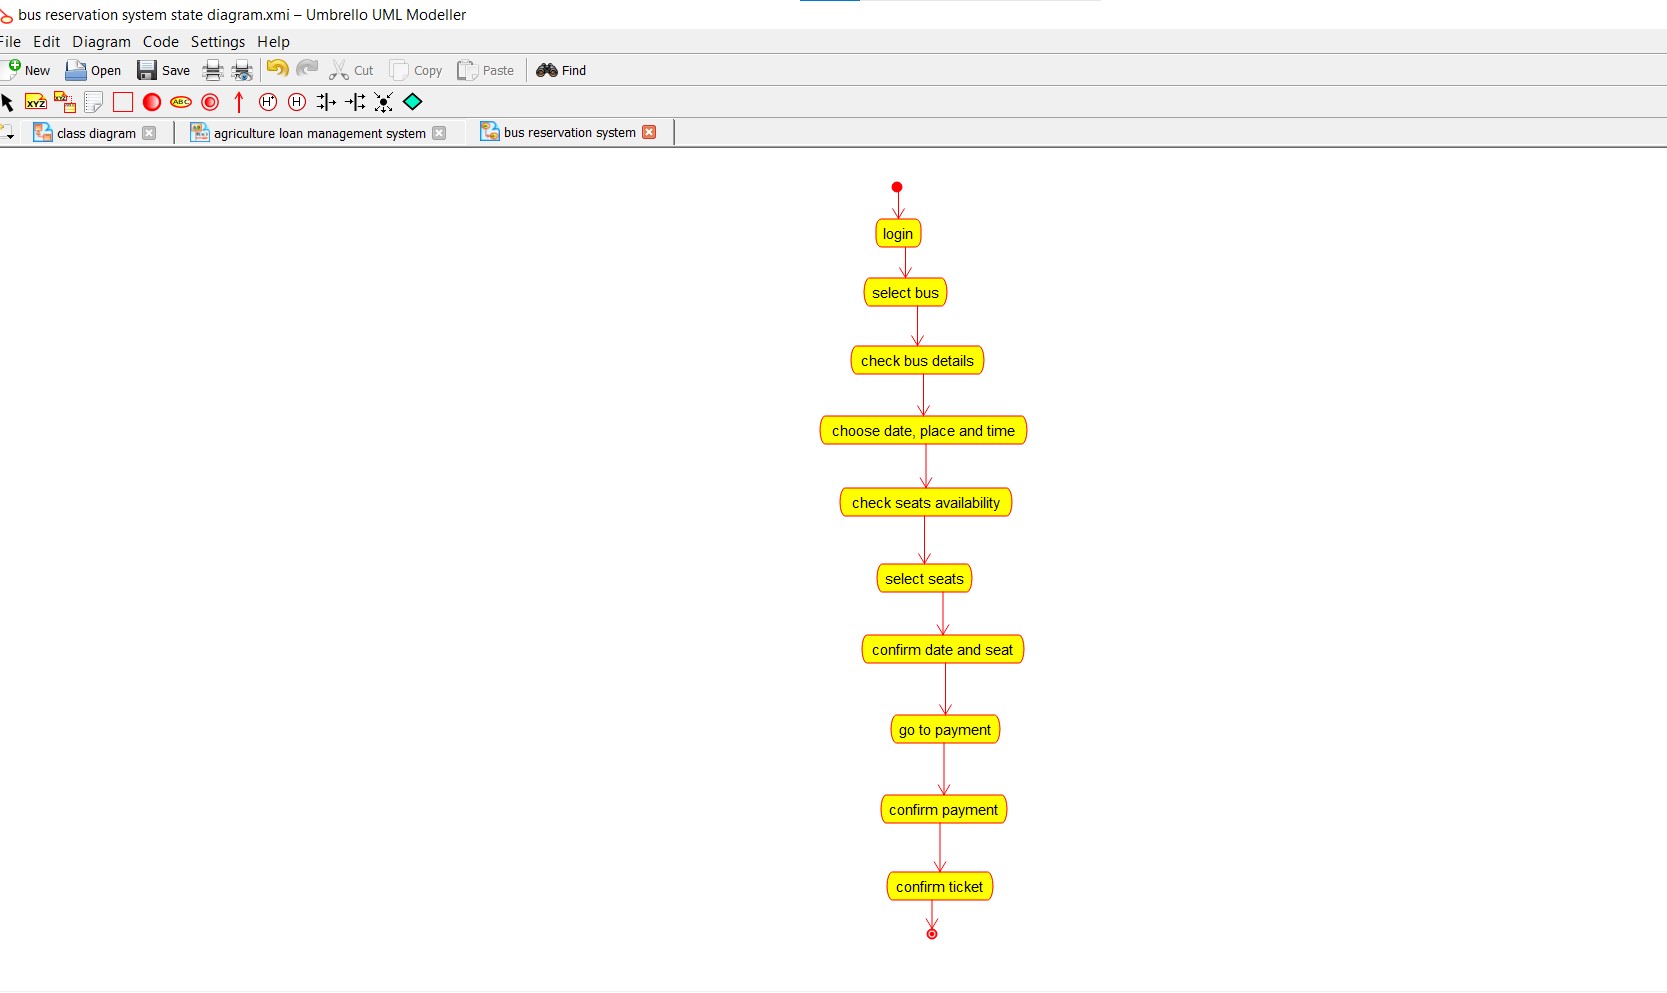 bus reservation system state diagram.xmi – Umbrello UML Modeller
File Edit Diagram Code Settings Help
New Open Save Cut Copy Paste Find
XYZ XYZ ABC H* H
class diagram agriculture loan management system bus reservation system
login
select bus
check bus details
choose date, place and time
check seats availability
select seats
confirm date and seat
go to payment
confirm payment
confirm ticket